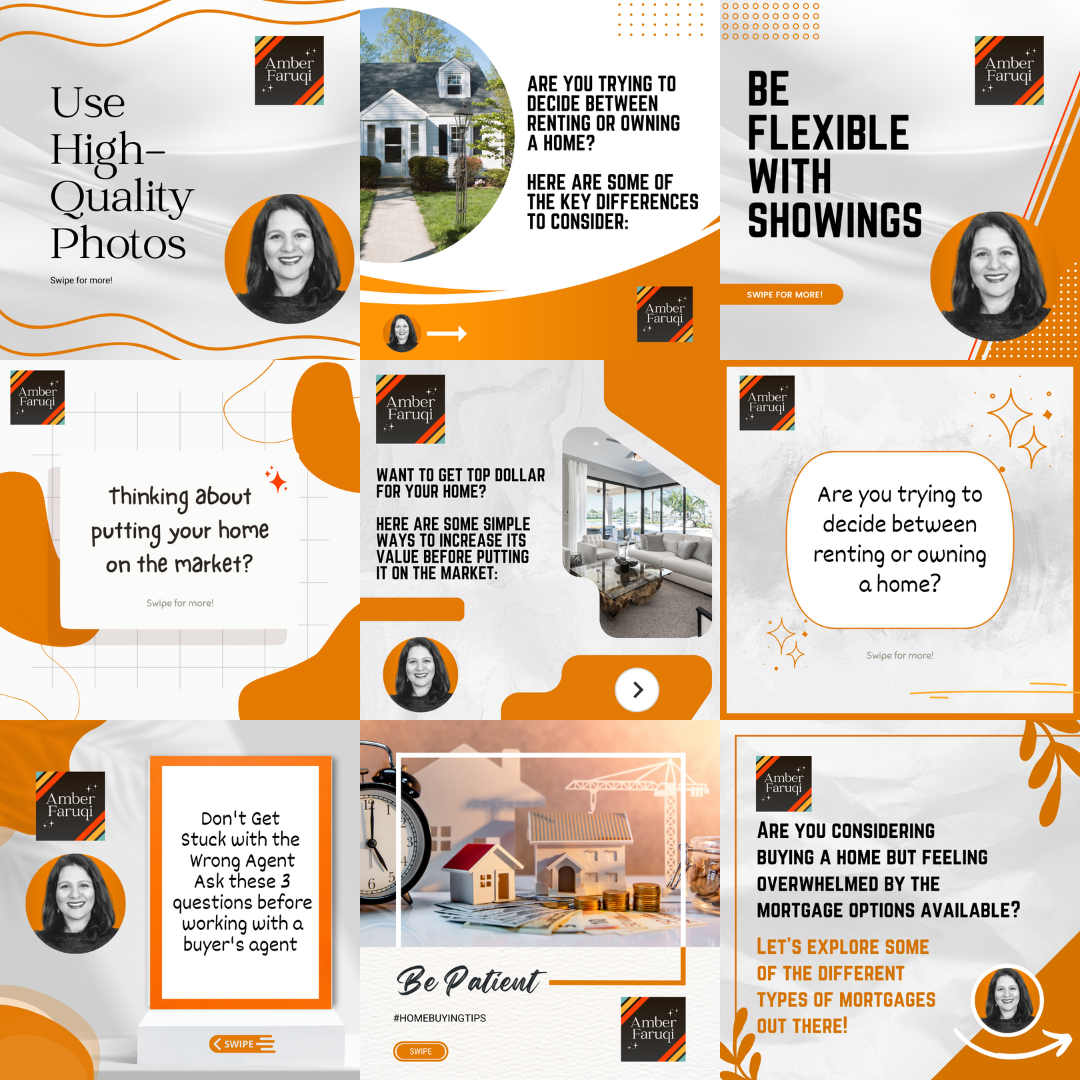 Amber
Faruqi
Use
High-
Quality
Photos
Swipe for more!
ARE YOU TRYING TO
DECIDE BETWEEN
RENTING OR OWNING
A HOME?
HERE ARE SOME OF
THE KEY DIFFERENCES
TO CONSIDER:
Amber
Faruqi
Amber
Faruqi
BE
FLEXIBLE
WITH
SHOWINGS
SWIPE FOR MORE!
Amber
Faruqi
Thinking about
putting your home
on the market?
Swipe for more!
Amber
Faruqi
WANT TO GET TOP DOLLAR
FOR YOUR HOME?
HERE ARE SOME SIMPLE
WAYS TO INCREASE ITS
VALUE BEFORE PUTTING
IT ON THE MARKET:
Amber
Faruqi
Are you trying to
decide between
renting or owning
a home?
Swipe for more!
Amber
Faruqi
Don't Get
Stuck with the
Wrong Agent
Ask these 3
questions before
working with a
buyer's agent
SWIPE
12
1
2
3
4
5
6
Be Patient
#HOMEBUYINGTIPS
SWIPE
Amber
Faruqi
Amber
Faruqi
ARE YOU CONSIDERING
BUYING A HOME BUT FEELING
OVERWHELMED BY THE
MORTGAGE OPTIONS AVAILABLE?
LET'S EXPLORE SOME
OF THE DIFFERENT
TYPES OF MORTGAGES
OUT THERE!